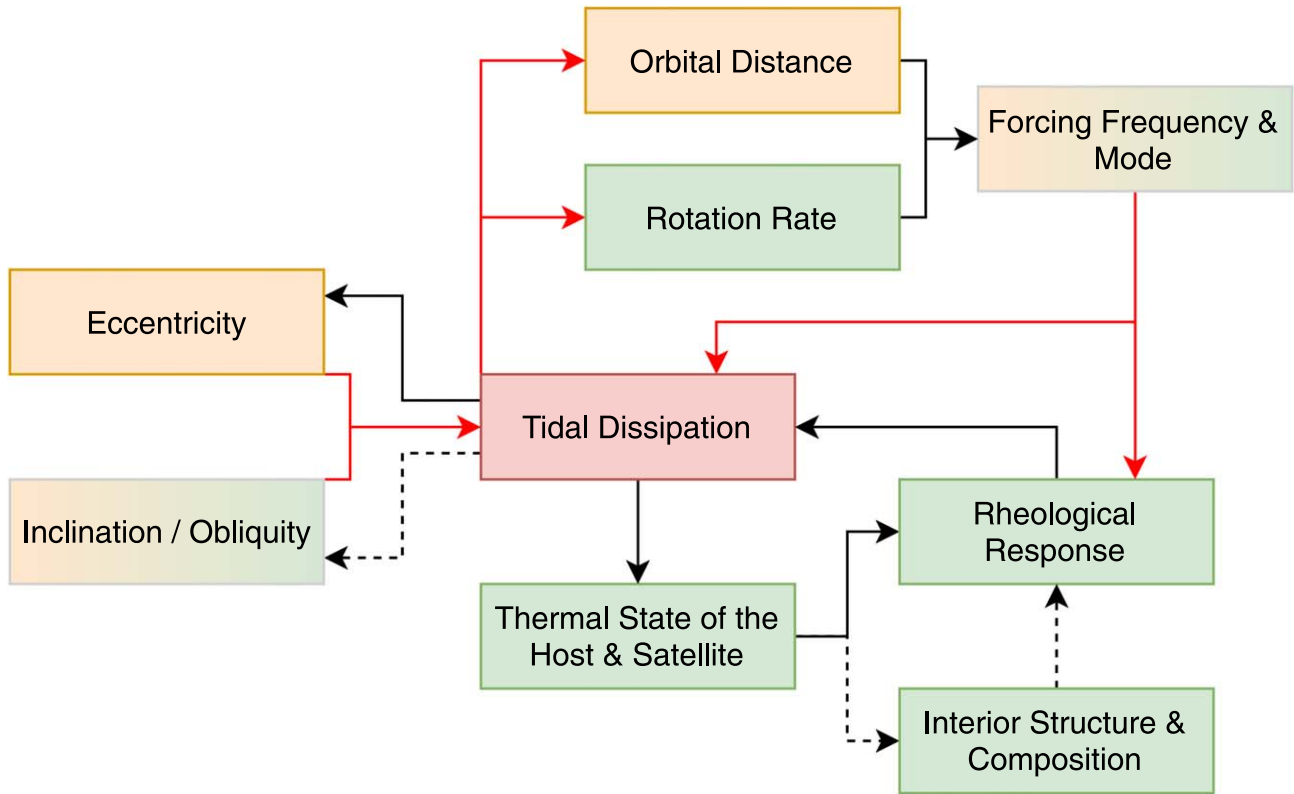 Orbital Distance
Forcing Frequency &
Mode
Rotation Rate
Eccentricity
Tidal Dissipation
Inclination / Obliquity
Rheological
Response
Thermal State of the
Host & Satellite
Interior Structure &
Composition